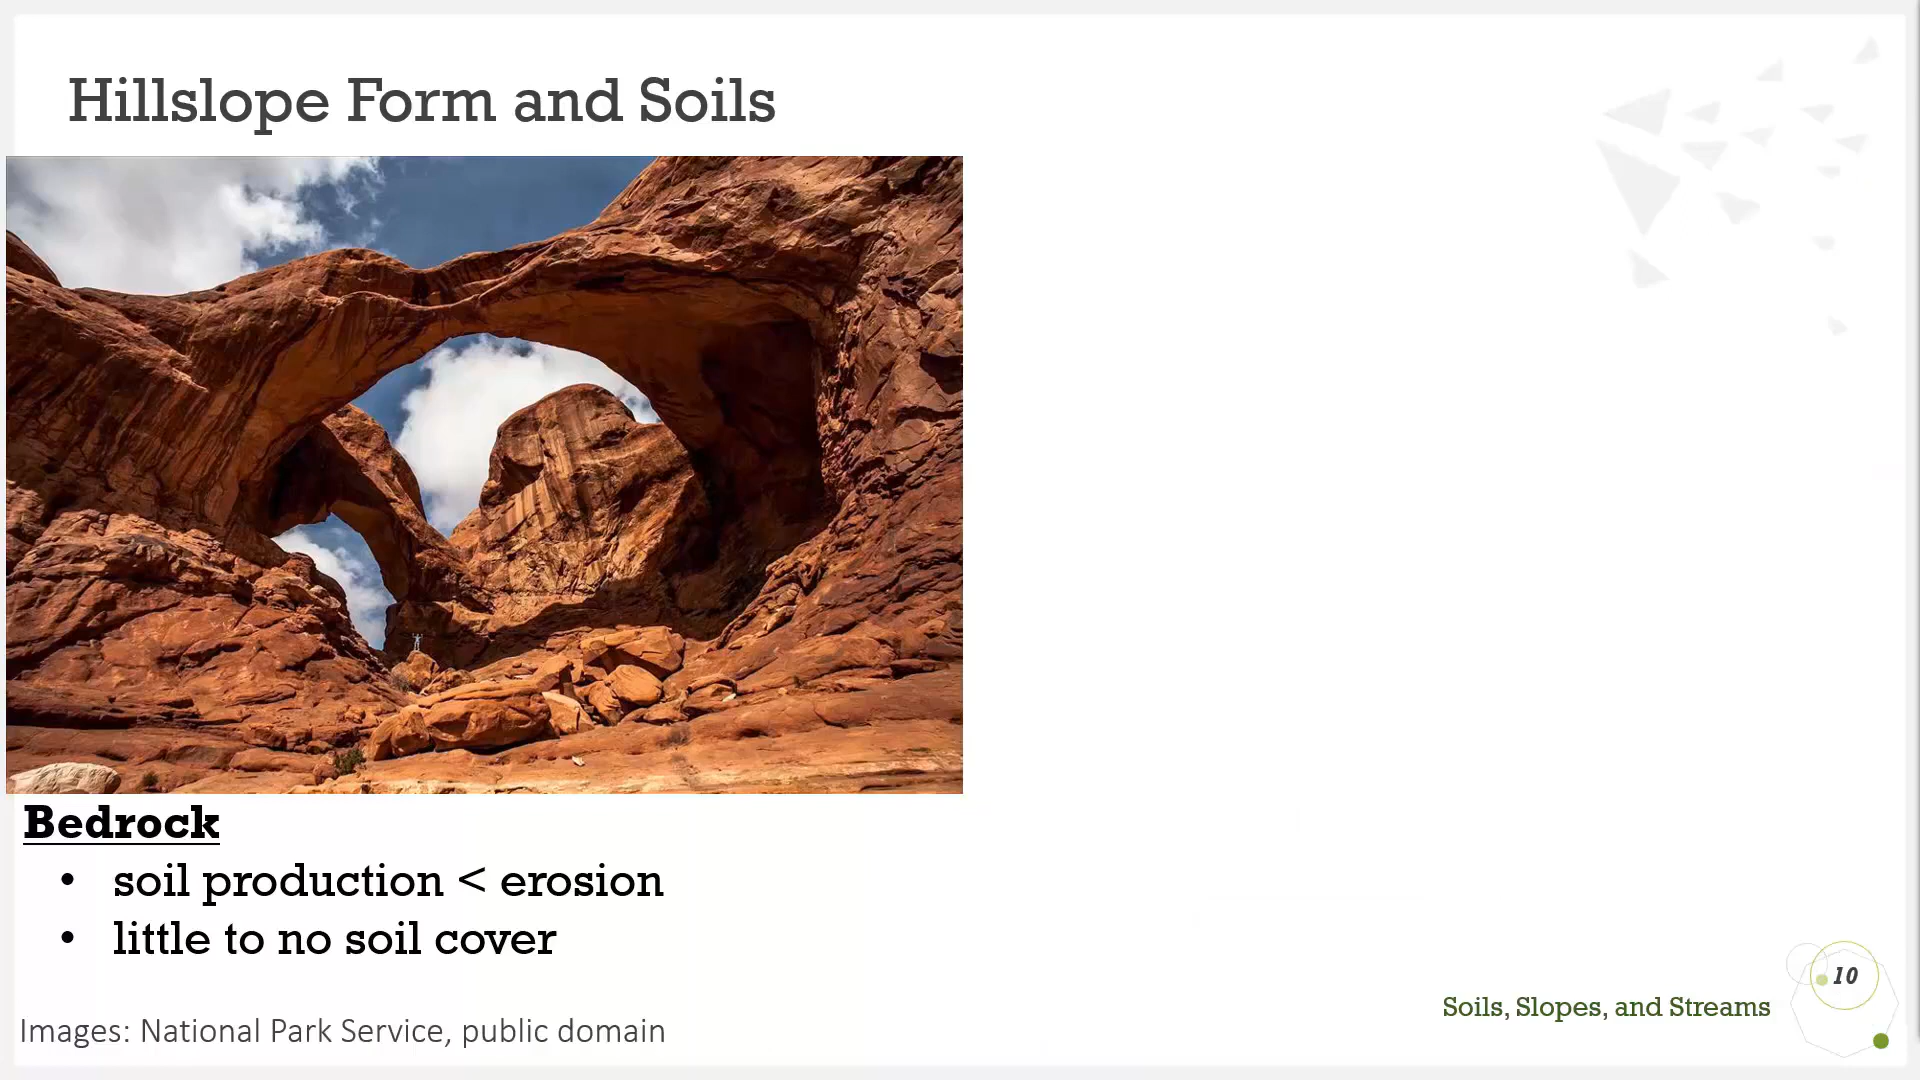 Hillslope Form and Soils
Bedrock
• soil production < erosion
• little to no soil cover
Images: National Park Service, public domain
Soils, Slopes, and Streams
10